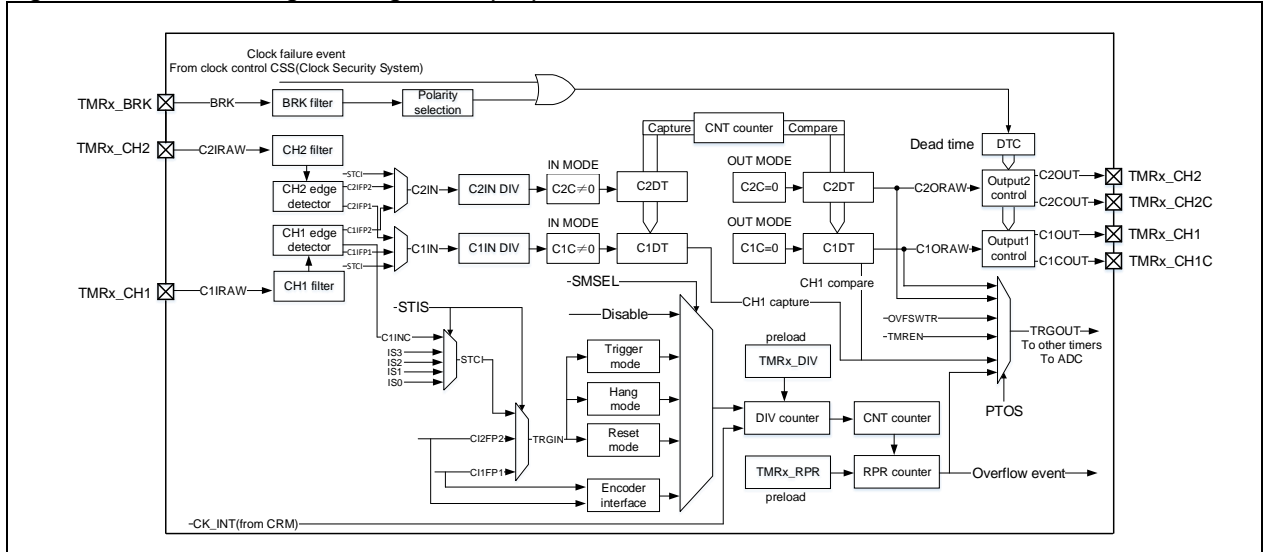 Clock failure event
From clock control CSS(Clock Security System)
TMRx_BRK
BRK
BRK filter
Polarity
selection
Capture
CNT counter
Compare
Dead time
DTC
TMRx_CH2
C2IRAW
CH2 filter
STCI
C2IFP2
CH2 edge
detector
C2IFP1
C2IN
C2IN DIV
IN MODE
C2C≠0
C2DT
OUT MODE
C2C=0
C2DT
C2ORAW
Output2
control
C2OUT
TMRx_CH2
C2COUT
TMRx_CH2C
CH1 edge
detector
C1IFP2
C1IFP1
STCI
C1IN
C1IN DIV
IN MODE
C1C≠0
C1DT
OUT MODE
C1C=0
C1DT
C1ORAW
Output1
control
C1OUT
TMRx_CH1
C1COUT
TMRx_CH1C
TMRx_CH1
C1IRAW
CH1 filter
CH1 compare
CH1 capture
SMSEL
STIS
Disable
C1INC
IS3
IS2
IS1
IS0
STCI
Trigger
mode
Hang
mode
Reset
mode
Encoder
interface
CI2FP2
CI1FP1
TRGIN
preload
TMRx_DIV
DIV counter
CNT counter
TMRx_RPR
preload
RPR counter
Overflow event
OVFSWTR
TMREN
TRGOUT
To other timers
To ADC
PTOS
CK_INT(from CRM)